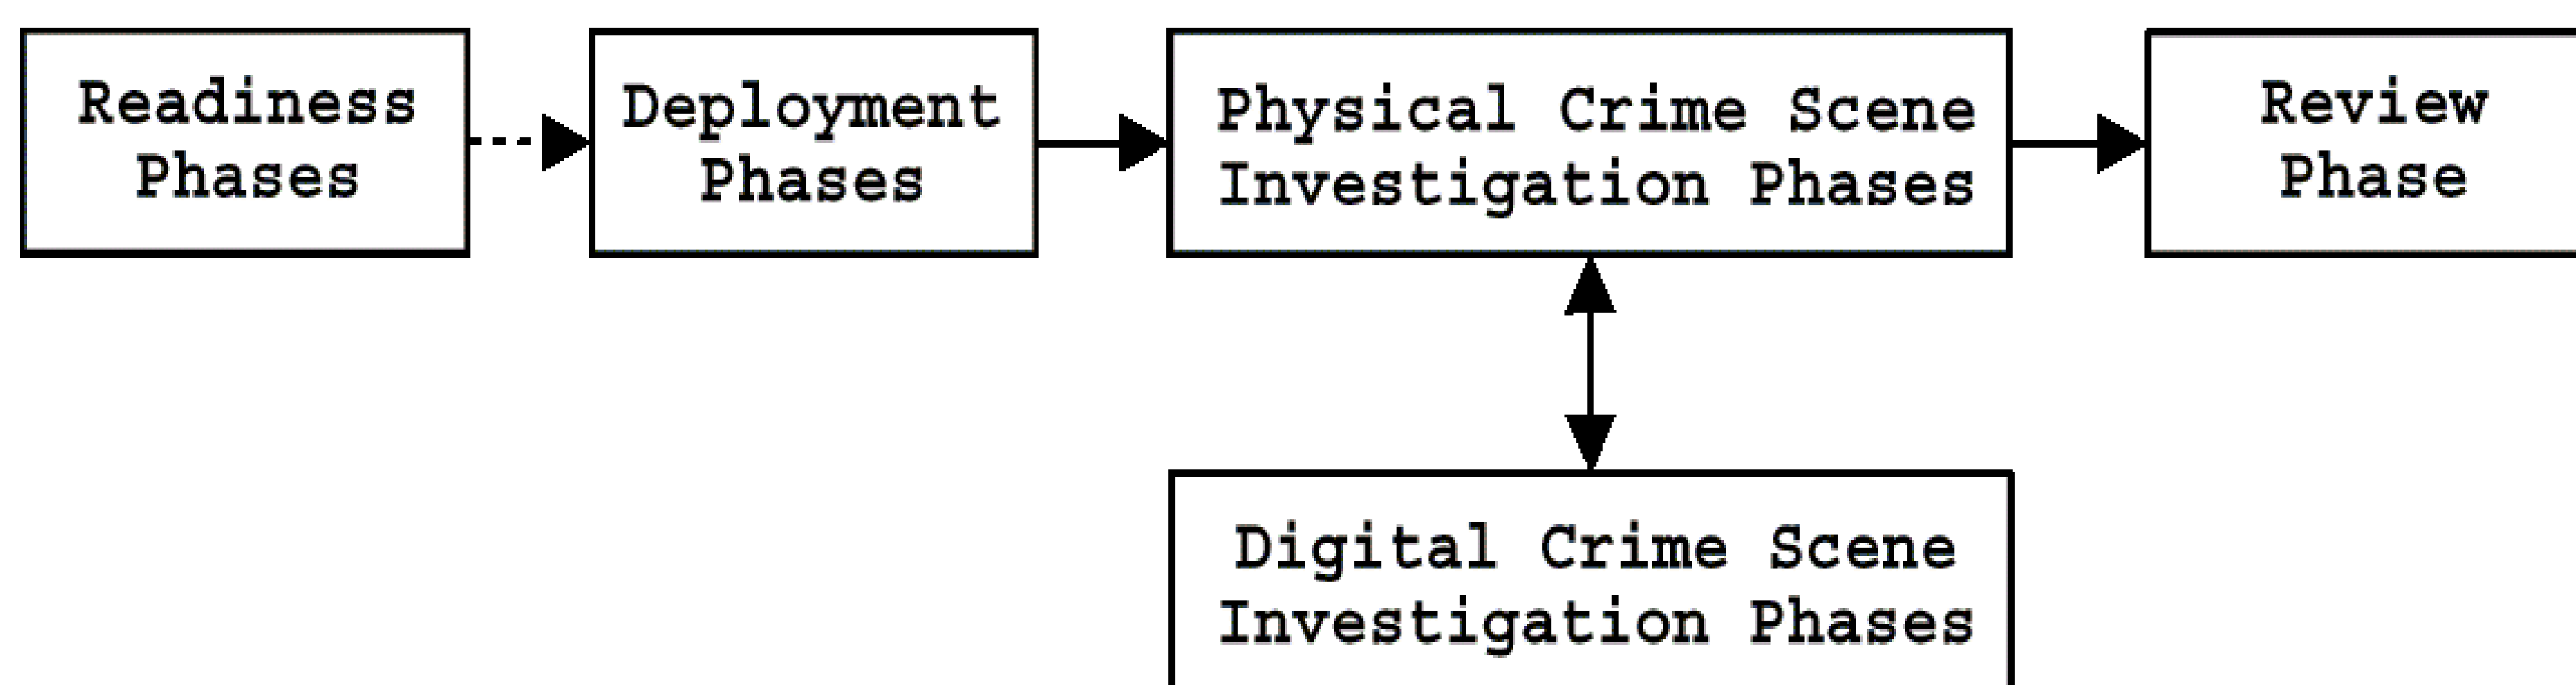 Readiness
Phases
Deployment
Phases
Physical Crime Scene
Investigation Phases
Review
Phase
Digital Crime Scene
Investigation Phases